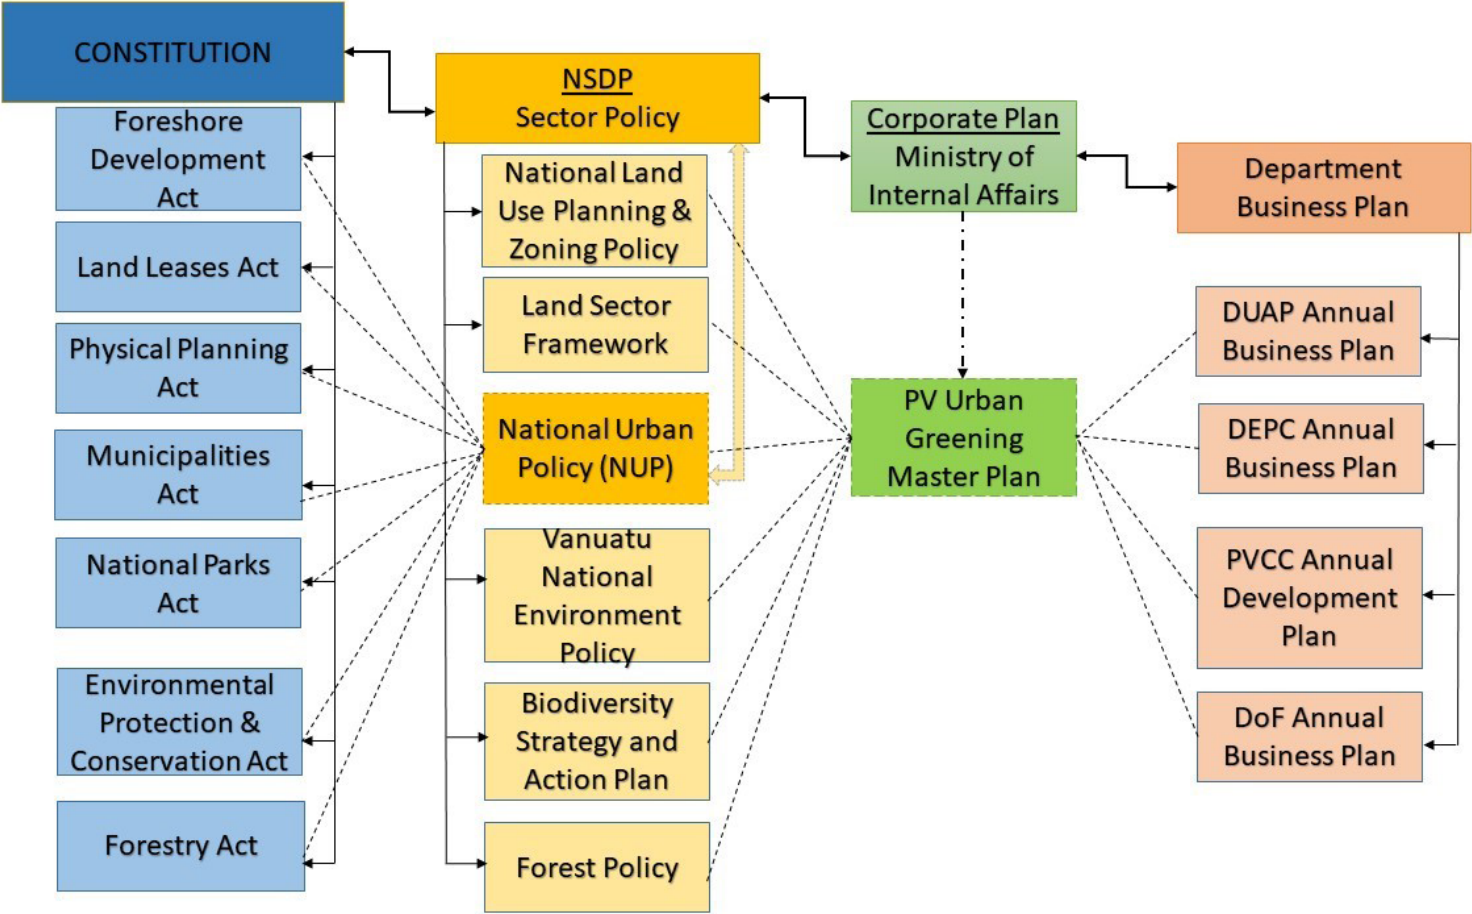 CONSTITUTION
Foreshore
Development
Act
Land Leases Act
Physical Planning
Act
Municipalities
Act
National Parks
Act
Environmental
Protection &
Conservation Act
Forestry Act
NSDP
Sector Policy
National Land
Use Planning &
Zoning Policy
Land Sector
Framework
National Urban
Policy (NUP)
Vanuatu
National
Environment
Policy
Biodiversity
Strategy and
Action Plan
Forest Policy
Corporate Plan
Ministry of
Internal Affairs
PV Urban
Greening
Master Plan
Department
Business Plan
DUAP Annual
Business Plan
DEPC Annual
Business Plan
PVCC Annual
Development
Plan
DoF Annual
Business Plan